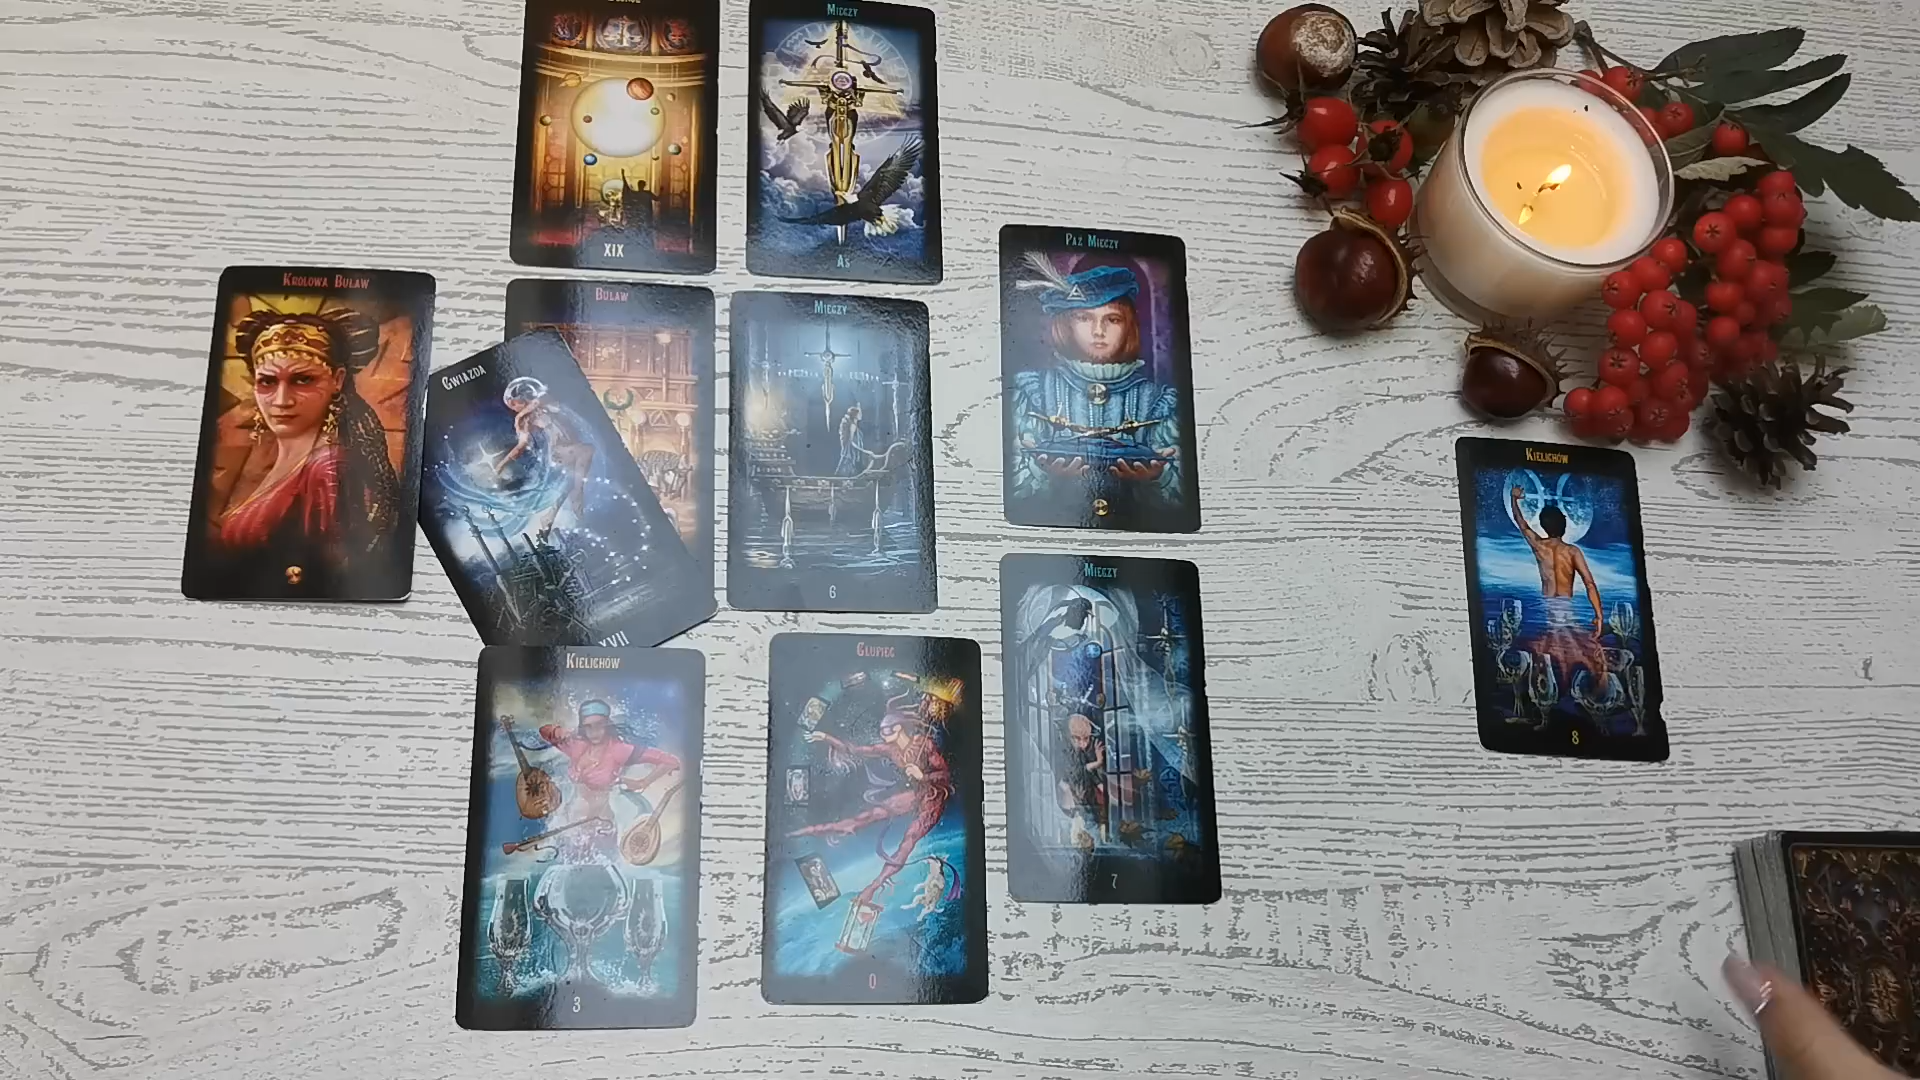 XIX
MIECZY
AS
KRÓLOWA BUŁAW
BUŁAW
GWIAZDA
XVII
MIECZY
6
PAŹ MIECZY
KIELICHÓW
3
GŁUPIEC
0
MIECZY
7
KIELICHÓW
8